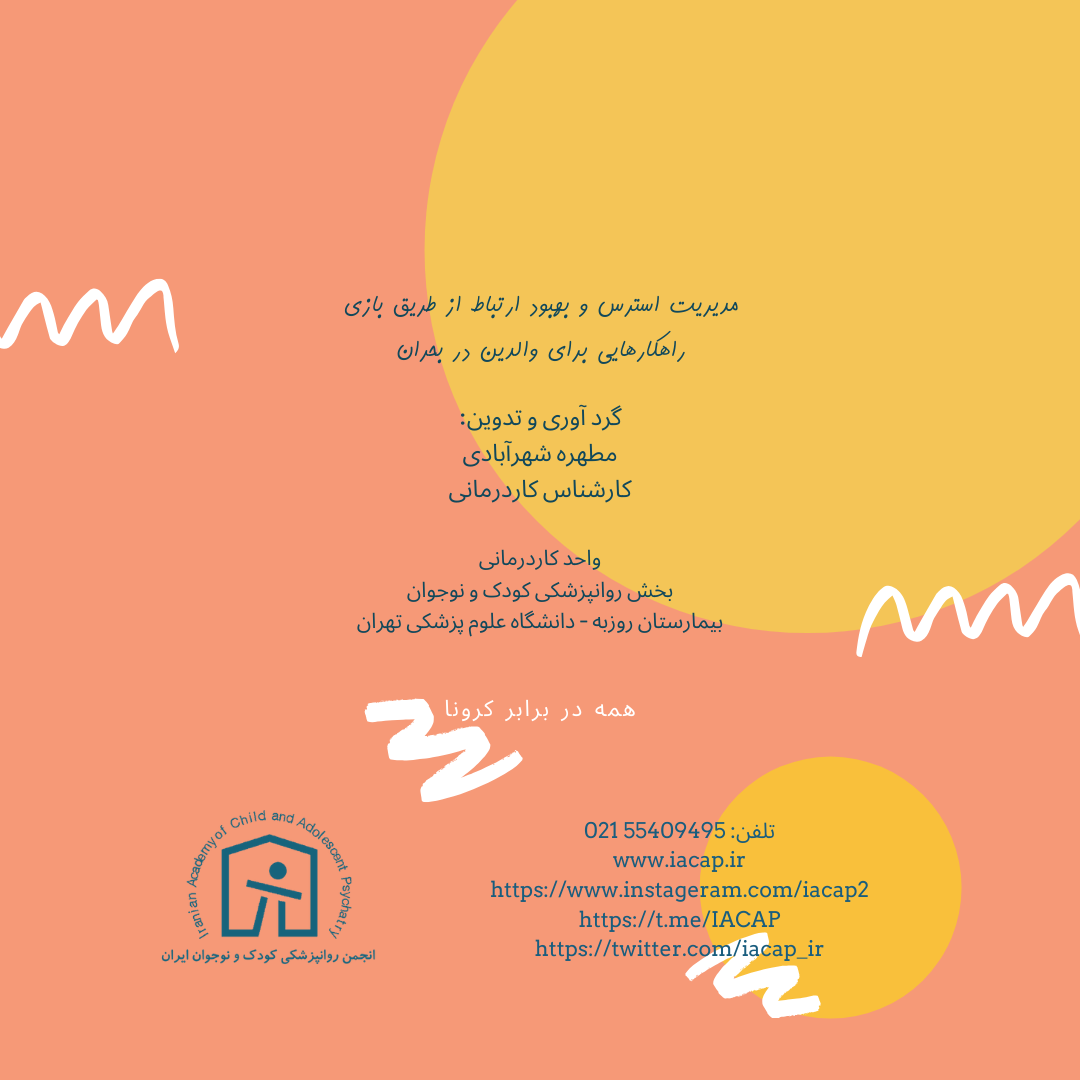 مدیریت استرس و بهبود ارتباط از طریق بازی
راهکارهایی برای والدین در بحران
گرد آوری و تدوین:
مطهره شهرآبادی
کارشناس کاردرمانی
واحد کاردرمانی
بخش روانپزشکی کودک و نوجوان
بیمارستان روزبه - دانشگاه علوم پزشکی تهران
همه در برابر کرونا
تلفن: 55409495 021
www.iacap.ir
https://www.instageram.com/iacap2
https://t.me/IACAP
https://twitter.com/iacap_ir
Iranian Academy of Child and Adolescent Psychatry
انجمن روانپزشکی کودک و نوجوان ایران